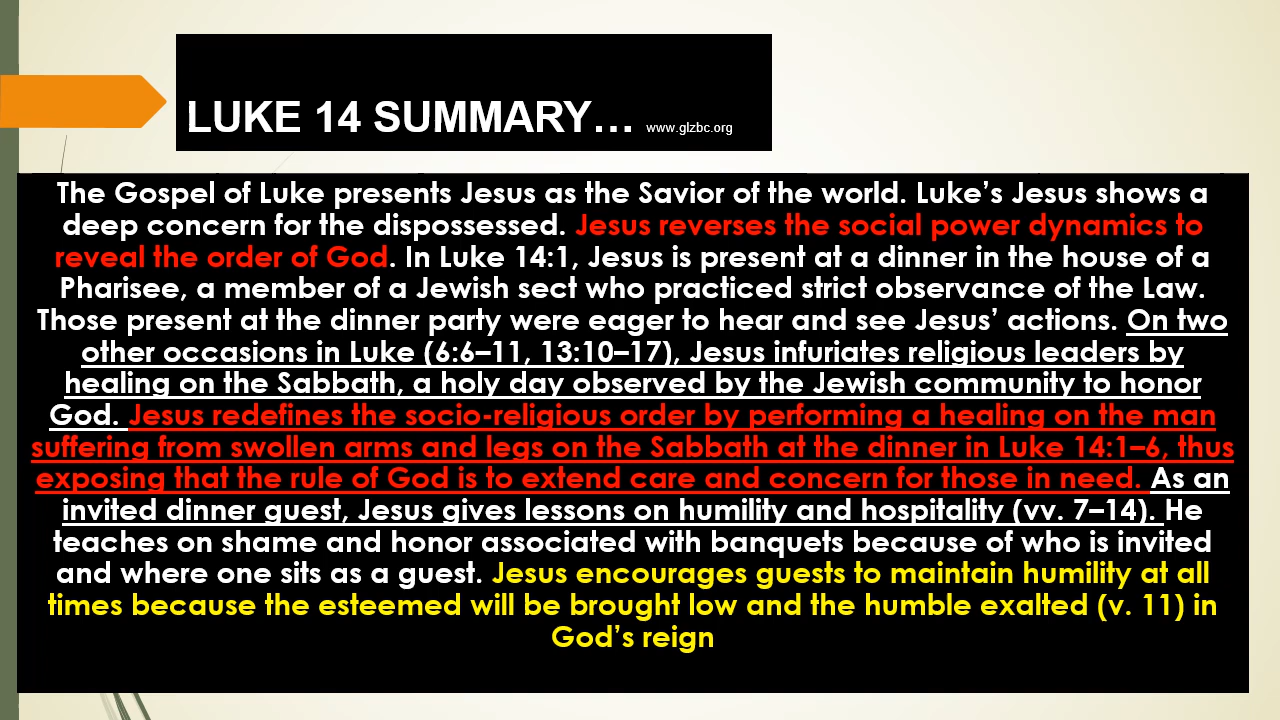 LUKE 14 SUMMARY… www.glzbc.org
The Gospel of Luke presents Jesus as the Savior of the world. Luke’s Jesus shows a
deep concern for the dispossessed. Jesus reverses the social power dynamics to
reveal the order of God. In Luke 14:1, Jesus is present at a dinner in the house of a
Pharisee, a member of a Jewish sect who practiced strict observance of the Law.
Those present at the dinner party were eager to hear and see Jesus’ actions. On two
other occasions in Luke (6:6–11, 13:10–17), Jesus infuriates religious leaders by
healing on the Sabbath, a holy day observed by the Jewish community to honor
God. Jesus redefines the socio-religious order by performing a healing on the man
suffering from swollen arms and legs on the Sabbath at the dinner in Luke 14:1–6, thus
exposing that the rule of God is to extend care and concern for those in need. As an
invited dinner guest, Jesus gives lessons on humility and hospitality (vv. 7–14). He
teaches on shame and honor associated with banquets because of who is invited
and where one sits as a guest. Jesus encourages guests to maintain humility at all
times because the esteemed will be brought low and the humble exalted (v. 11) in
God’s reign